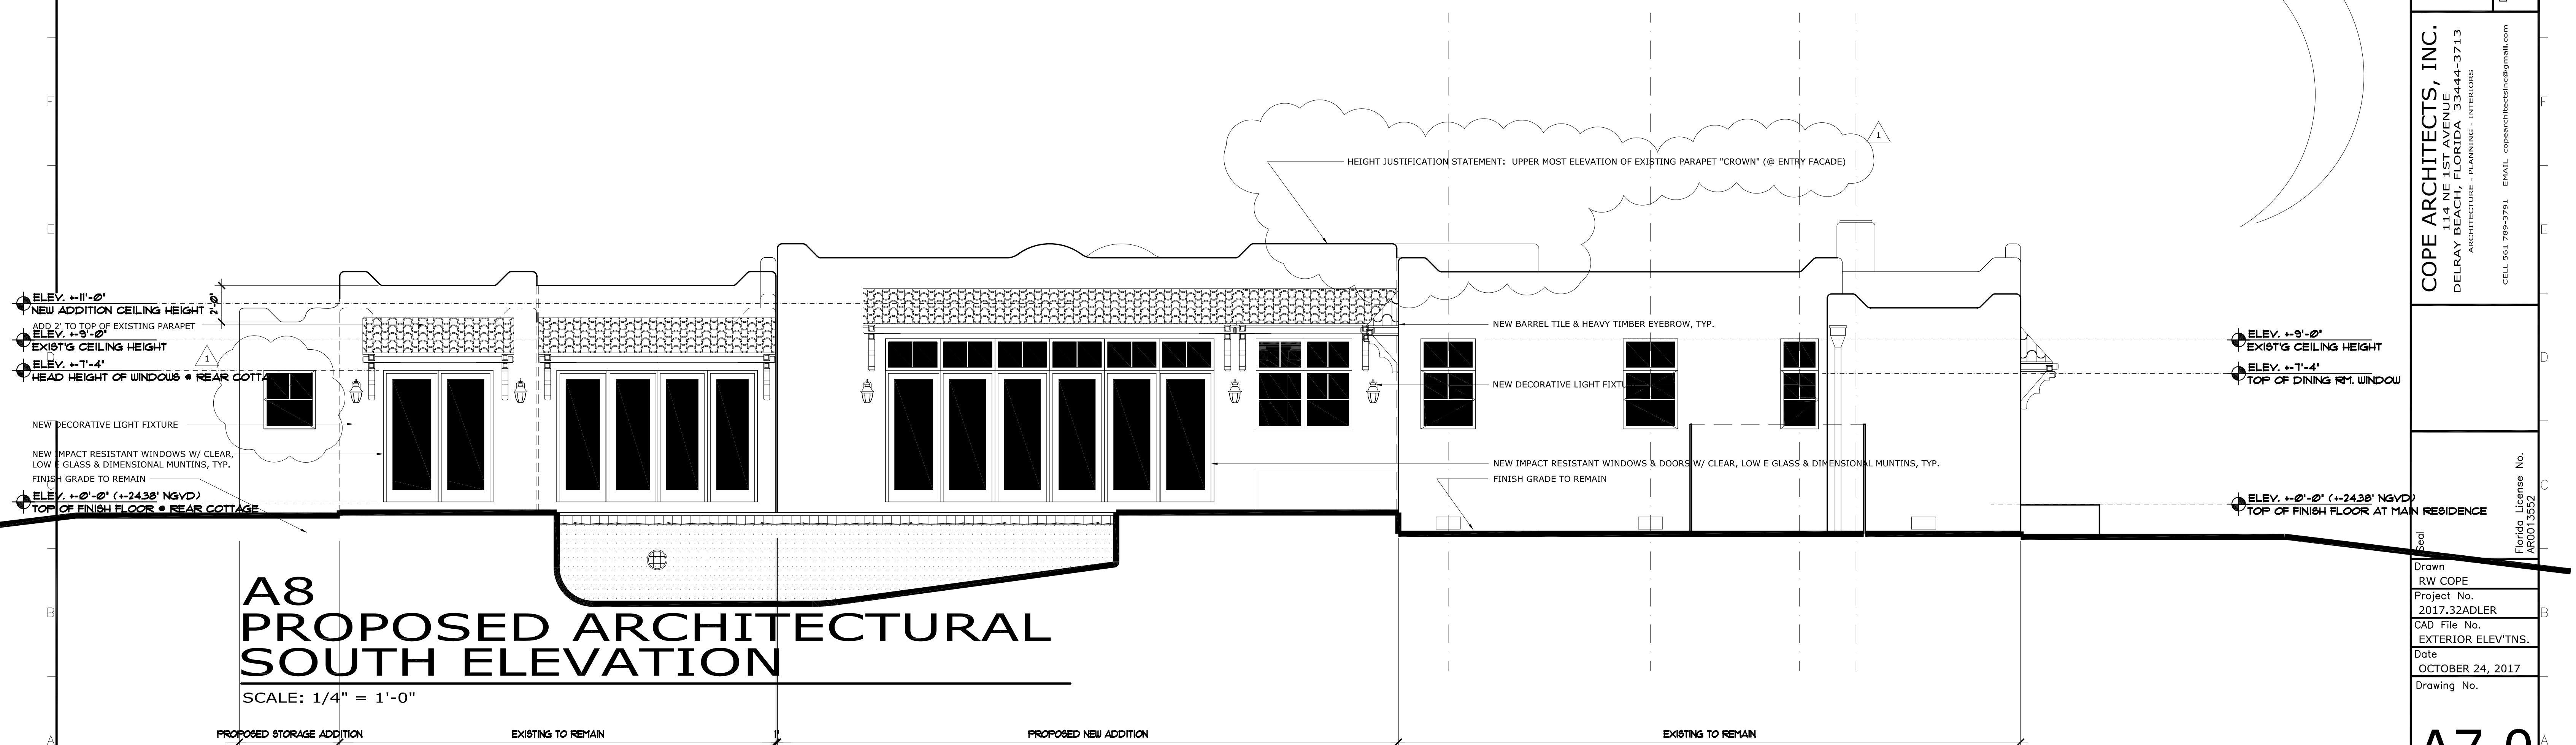 F
E
D
C
B
A
1
HEIGHT JUSTIFICATION STATEMENT: UPPER MOST ELEVATION OF EXISTING PARAPET "CROWN" (@ ENTRY FACADE)
ELEV. +-11'-0"
NEW ADDITION CEILING HEIGHT
2'-0"
ADD 2' TO TOP OF EXISTING PARAPET
ELEV. +-9'-0"
EXIST'G CEILING HEIGHT
1
ELEV. +-7'-4"
HEAD HEIGHT OF WINDOWS @ REAR COTTA
NEW DECORATIVE LIGHT FIXTURE
NEW IMPACT RESISTANT WINDOWS W/ CLEAR,
LOW E GLASS & DIMENSIONAL MUNTINS, TYP.
FINISH GRADE TO REMAIN
ELEV. +-0'-0" (+-24.38' NGVD)
TOP OF FINISH FLOOR @ REAR COTTAGE
NEW BARREL TILE & HEAVY TIMBER EYEBROW, TYP.
NEW DECORATIVE LIGHT FIXTU
NEW IMPACT RESISTANT WINDOWS & DOORS W/ CLEAR, LOW E GLASS & DIMENSIONAL MUNTINS, TYP.
FINISH GRADE TO REMAIN
ELEV. +-9'-0"
EXIST'G CEILING HEIGHT
ELEV. +-7'-4"
TOP OF DINING RM. WINDOW
ELEV. +-0'-0" (+-24.38' NGVD)
TOP OF FINISH FLOOR AT MAIN RESIDENCE
A8
PROPOSED ARCHITECTURAL
SOUTH ELEVATION
SCALE: 1/4" = 1'-0"
PROPOSED STORAGE ADDITION
EXISTING TO REMAIN
1"
PROPOSED NEW ADDITION
EXISTING TO REMAIN
COPE ARCHITECTS, INC.
114 NE 1ST AVENUE
DELRAY BEACH, FLORIDA 33444-3713
ARCHITECTURE - PLANNING - INTERIORS
CELL 561 789-3791 EMAIL copearchitectsinc@gmail.com
Seal
Florida License No.
AR0013552
Drawn
RW COPE
Project No.
2017.32ADLER
CAD File No.
EXTERIOR ELEV'TNS.
Date
OCTOBER 24, 2017
Drawing No.
A7.0
F
E
D
C
B
A